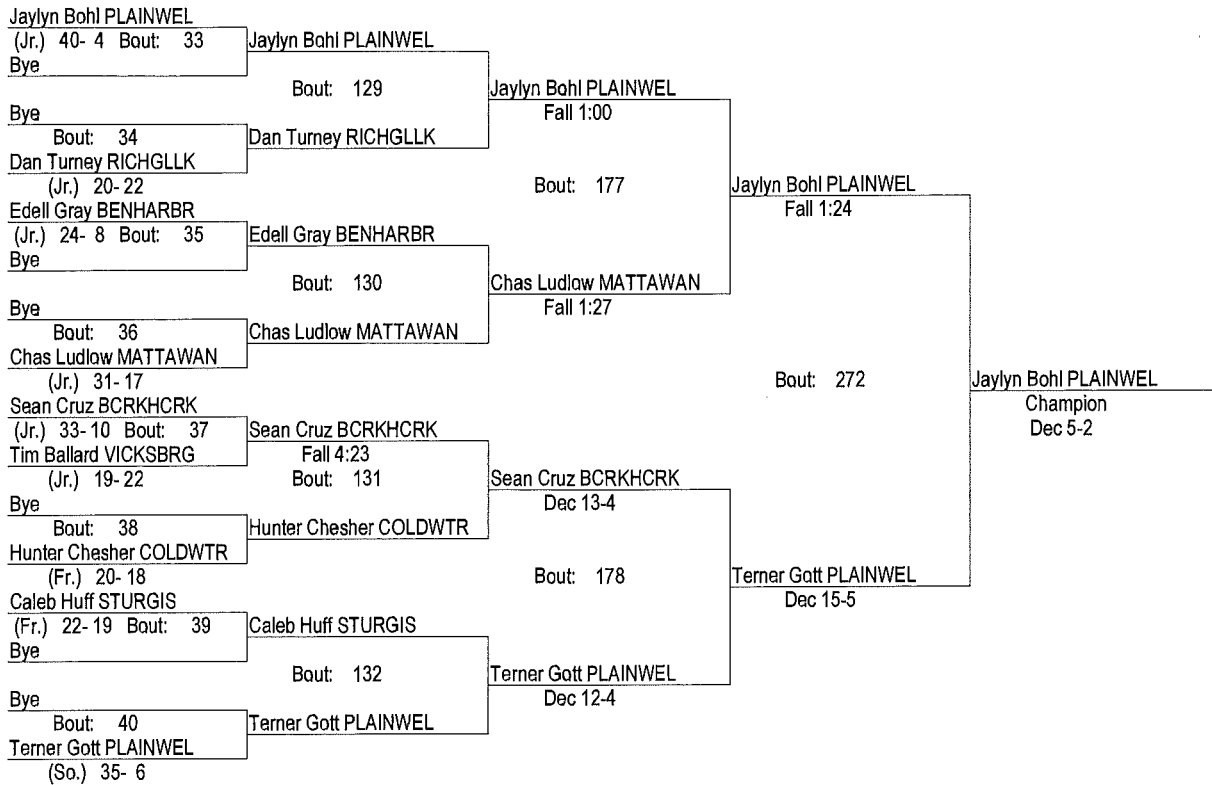 Jaylyn Bohl PLAINWEL
(Jr.) 40- 4 Bout: 33
Bye
Bye
Bout: 34
Dan Turney RICHGLLK
(Jr.) 20- 22
Edell Gray BENHARBR
(Jr.) 24- 8 Bout: 35
Bye
Bye
Bout: 36
Chas Ludlow MATTAWAN
(Jr.) 31- 17
Sean Cruz BCRKHCRK
(Jr.) 33- 10 Bout: 37
Tim Ballard VICKSBRG
(Jr.) 19- 22
Bye
Bout: 38
Hunter Chesher COLDWTR
(Fr.) 20- 18
Caleb Huff STURGIS
(Fr.) 22- 19 Bout: 39
Bye
Bye
Bout: 40
Terner Gott PLAINWEL
(So.) 35- 6
Jaylyn Bohl PLAINWEL
Bout: 129
Dan Turney RICHGLLK
Edell Gray BENHARBR
Bout: 130
Chas Ludlow MATTAWAN
Sean Cruz BCRKHCRK
Fall 4:23
Bout: 131
Hunter Chesher COLDWTR
Caleb Huff STURGIS
Bout: 132
Terner Gott PLAINWEL
Jaylyn Bohl PLAINWEL
Fall 1:00
Bout: 177
Chas Ludlow MATTAWAN
Fall 1:27
Sean Cruz BCRKHCRK
Dec 13-4
Bout: 178
Terner Gott PLAINWEL
Dec 12-4
Jaylyn Bohl PLAINWEL
Fall 1:24
Bout: 272
Terner Gott PLAINWEL
Dec 15-5
Jaylyn Bohl PLAINWEL
Champion
Dec 5-2